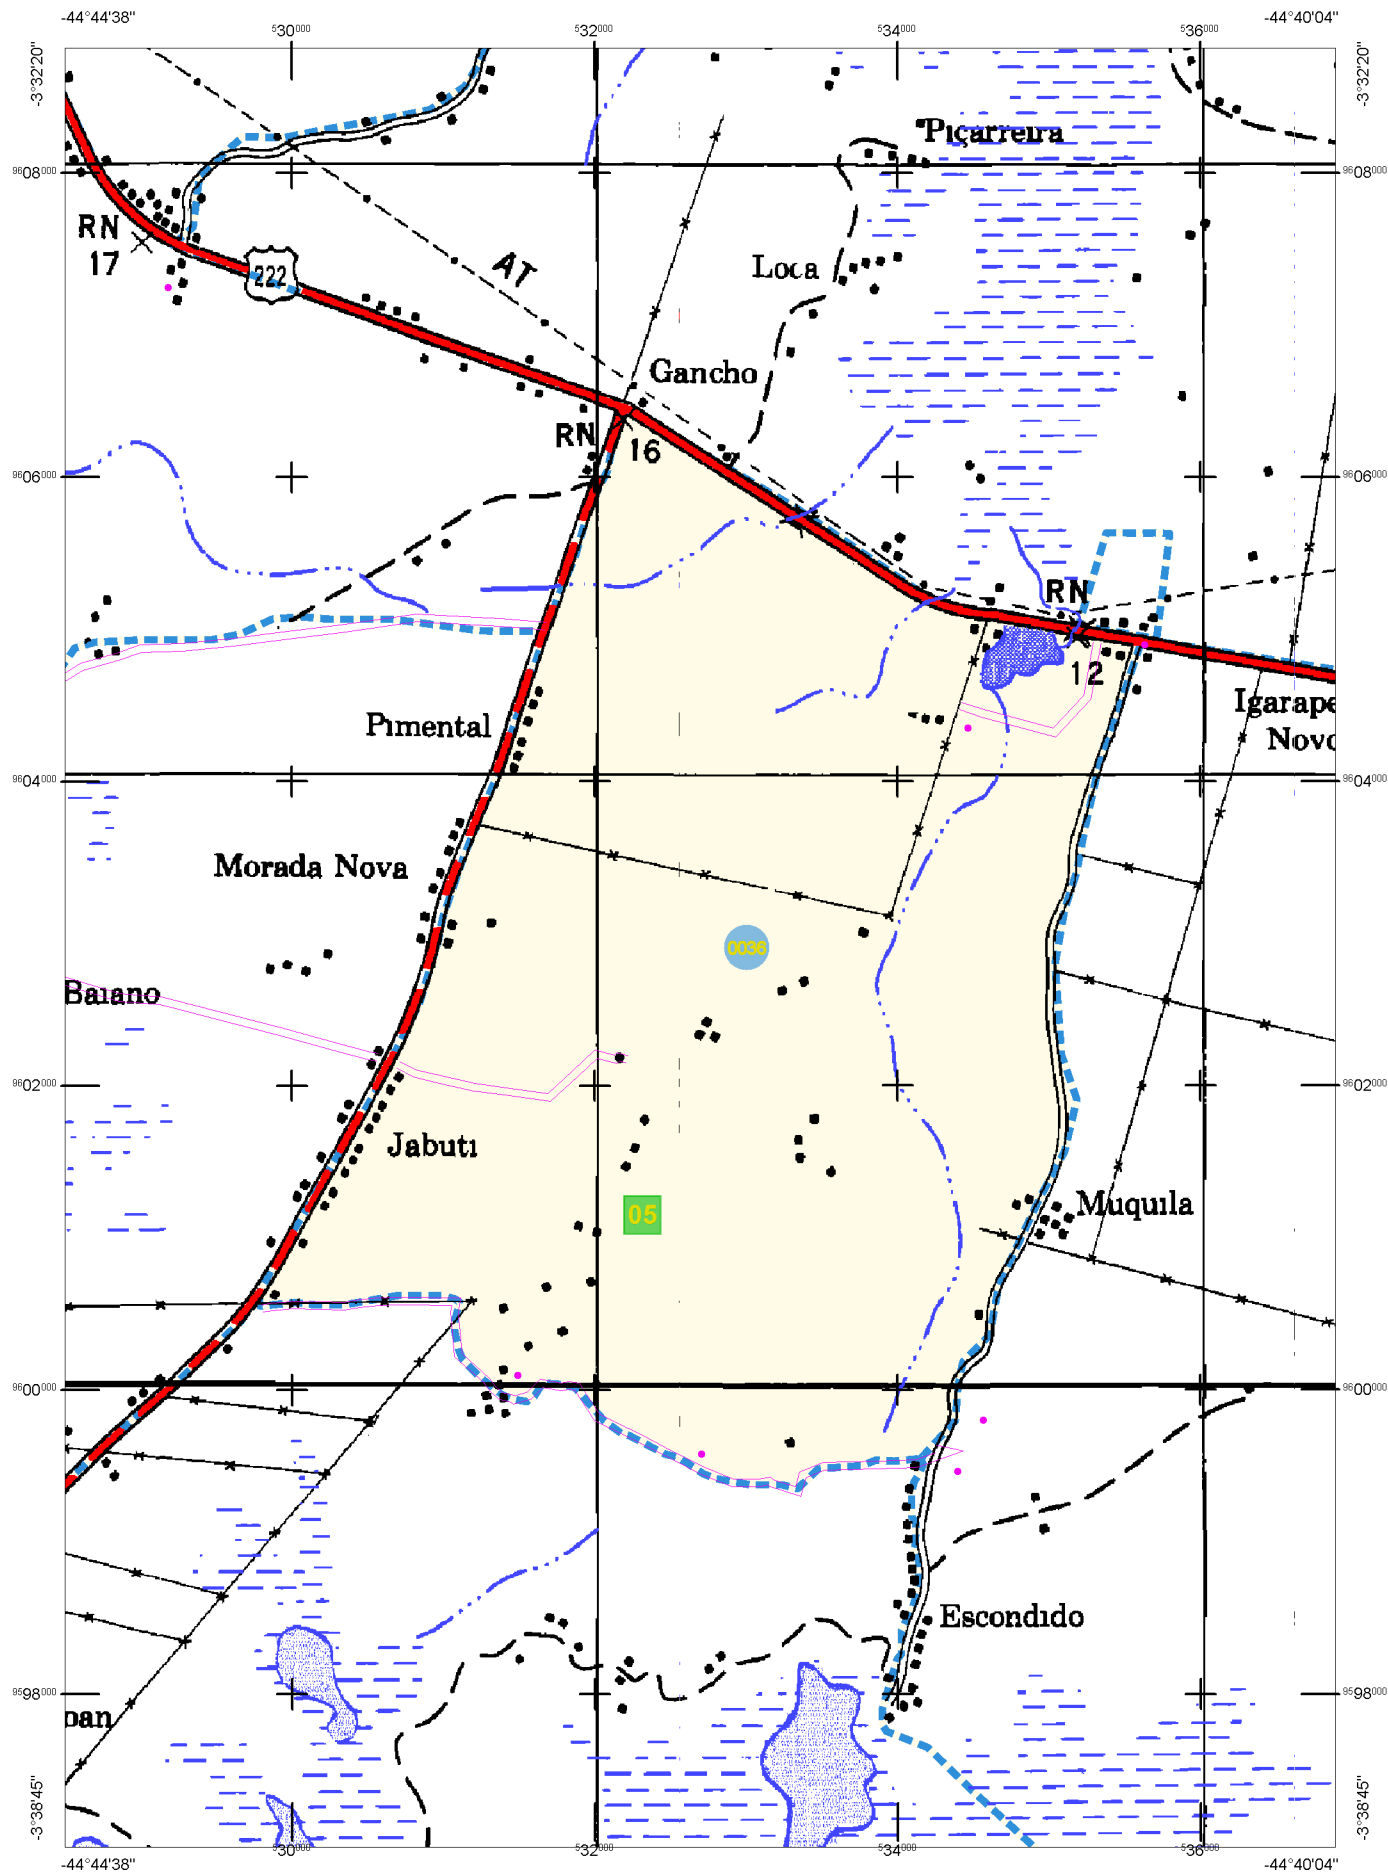 -44°44'38" -44°40'04"
530000 532000 534000 536000
-3°32'20" -3°32'20"
Piçarreira
9608000 9608000
RN
17
222
AT
Loca
Gancho
RN
16
9606000 9606000
RN
12
Igarape
Novo
Pimental
9604000 9604000
Morada Nova
0036
Baiano
9602000 9602000
Jabuti
Muquila
05
9600000 9600000
Escondido
9598000 9598000
oan
-3°38'45" -3°38'45"
530000 532000 534000 536000
-44°44'38" -44°40'04"